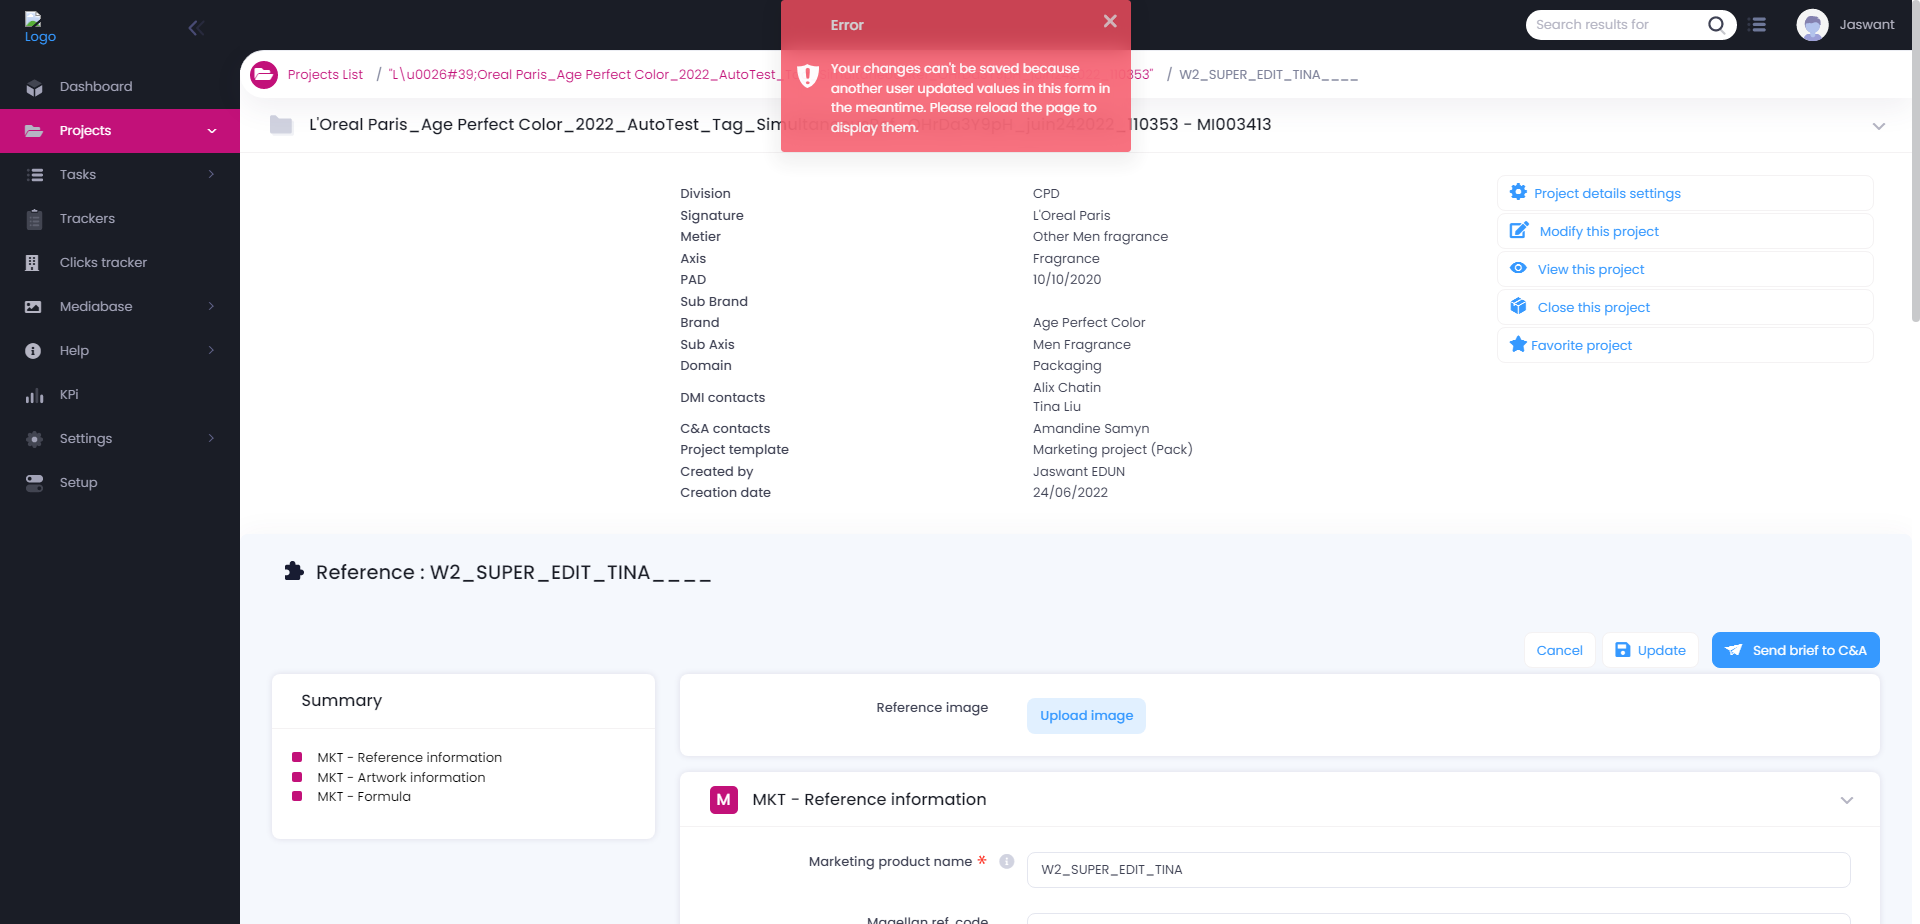 Logo
Error
Search results for
Jaswant
Your changes can't be saved because
another user updated values in this form in
the meantime. Please reload the page to
display them.
Projects List / "L\u0026#39;Oreal Paris_Age Perfect Color_2022_AutoTest_ 0353" / W2_SUPER_EDIT_TINA____
L'Oreal Paris_Age Perfect Color_2022_AutoTest_Tag_Simultan juin242022_110353 - MI003413
Dashboard
Projects
Tasks
Trackers
Clicks tracker
Mediabase
Help
KPi
Settings
Setup
Division CPD
Signature L'Oreal Paris
Metier Other Men fragrance
Axis Fragrance
PAD 10/10/2020
Sub Brand
Brand Age Perfect Color
Sub Axis Men Fragrance
Domain Packaging
DMI contacts Alix Chatin
Tina Liu
C&A contacts Amandine Samyn
Project template Marketing project (Pack)
Created by Jaswant EDUN
Creation date 24/06/2022
Project details settings
Modify this project
View this project
Close this project
Favorite project
Reference : W2_SUPER_EDIT_TINA____
Cancel Update Send brief to C&A
Summary
MKT - Reference information
MKT - Artwork information
MKT - Formula
Reference image Upload image
M MKT - Reference information
Marketing product name * W2_SUPER_EDIT_TINA
Magellan ref. code